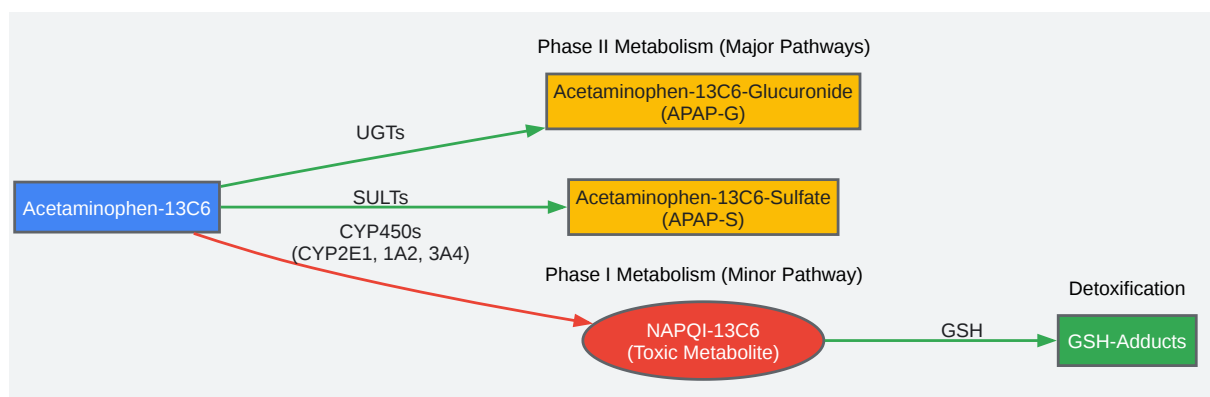 Phase II Metabolism (Major Pathways)
Acetaminophen-13C6-Glucuronide
(APAP-G)
UGTs
Acetaminophen-13C6
SULTs
Acetaminophen-13C6-Sulfate
(APAP-S)
CYP450s
(CYP2E1, 1A2, 3A4)
Phase I Metabolism (Minor Pathway)
NAPQI-13C6
(Toxic Metabolite)
GSH
Detoxification
GSH-Adducts